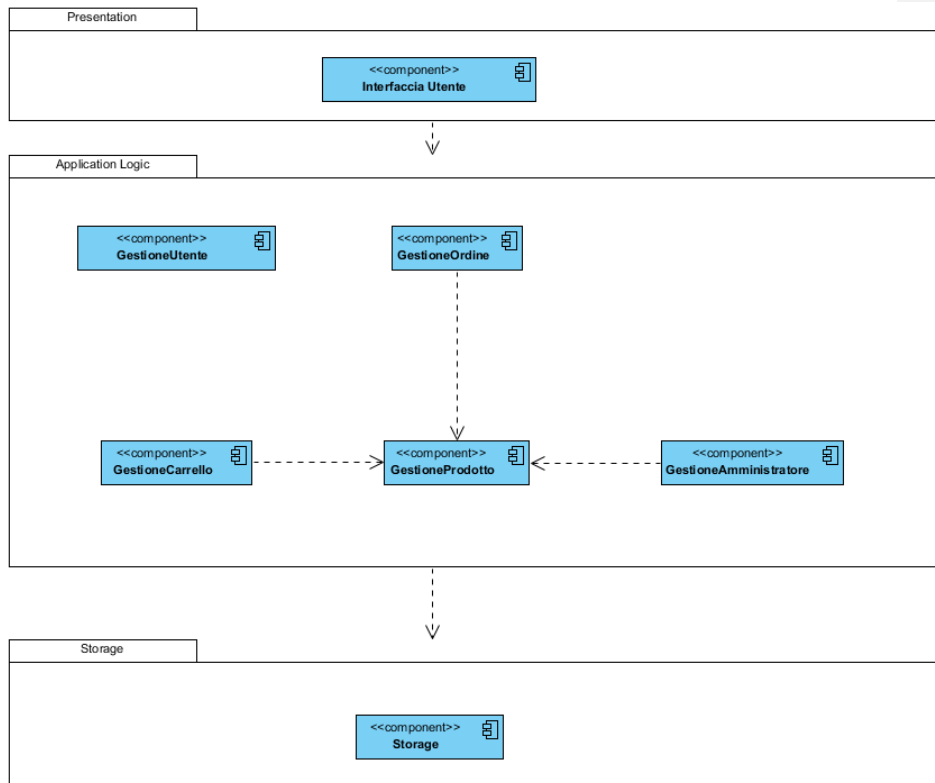 Presentation
<<component>>
Interfaccia Utente
Application Logic
<<component>>
GestioneUtente
<<component>>
GestioneOrdine
<<component>>
GestioneCarrello
<<component>>
GestioneProdotto
<<component>>
GestioneAmministratore
Storage
<<component>>
Storage